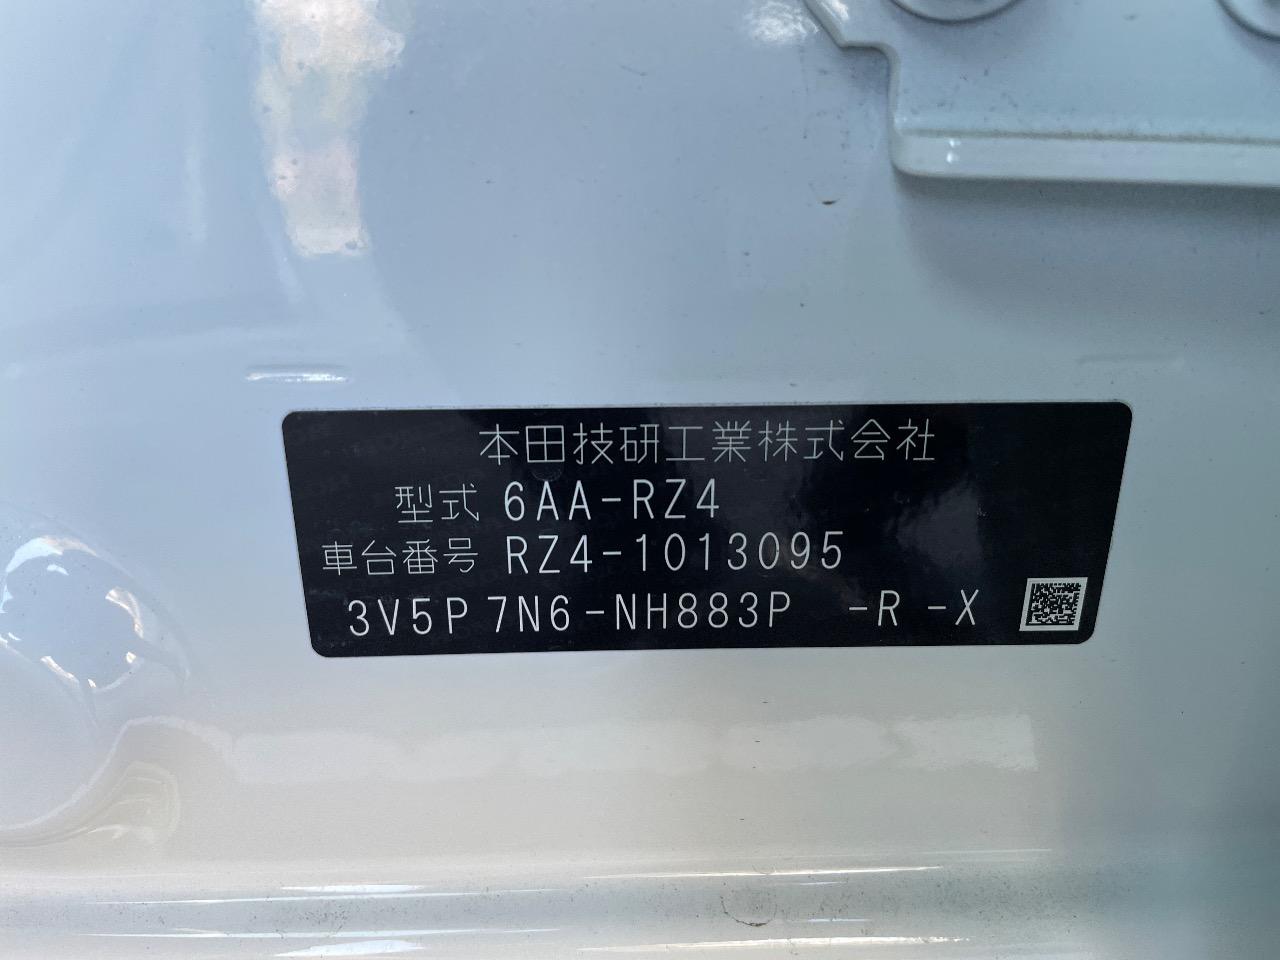 本田技研工業株式会社
型式 6AA-RZ4
車台番号 RZ4-1013095
3V5P 7N6-NH883P -R -X